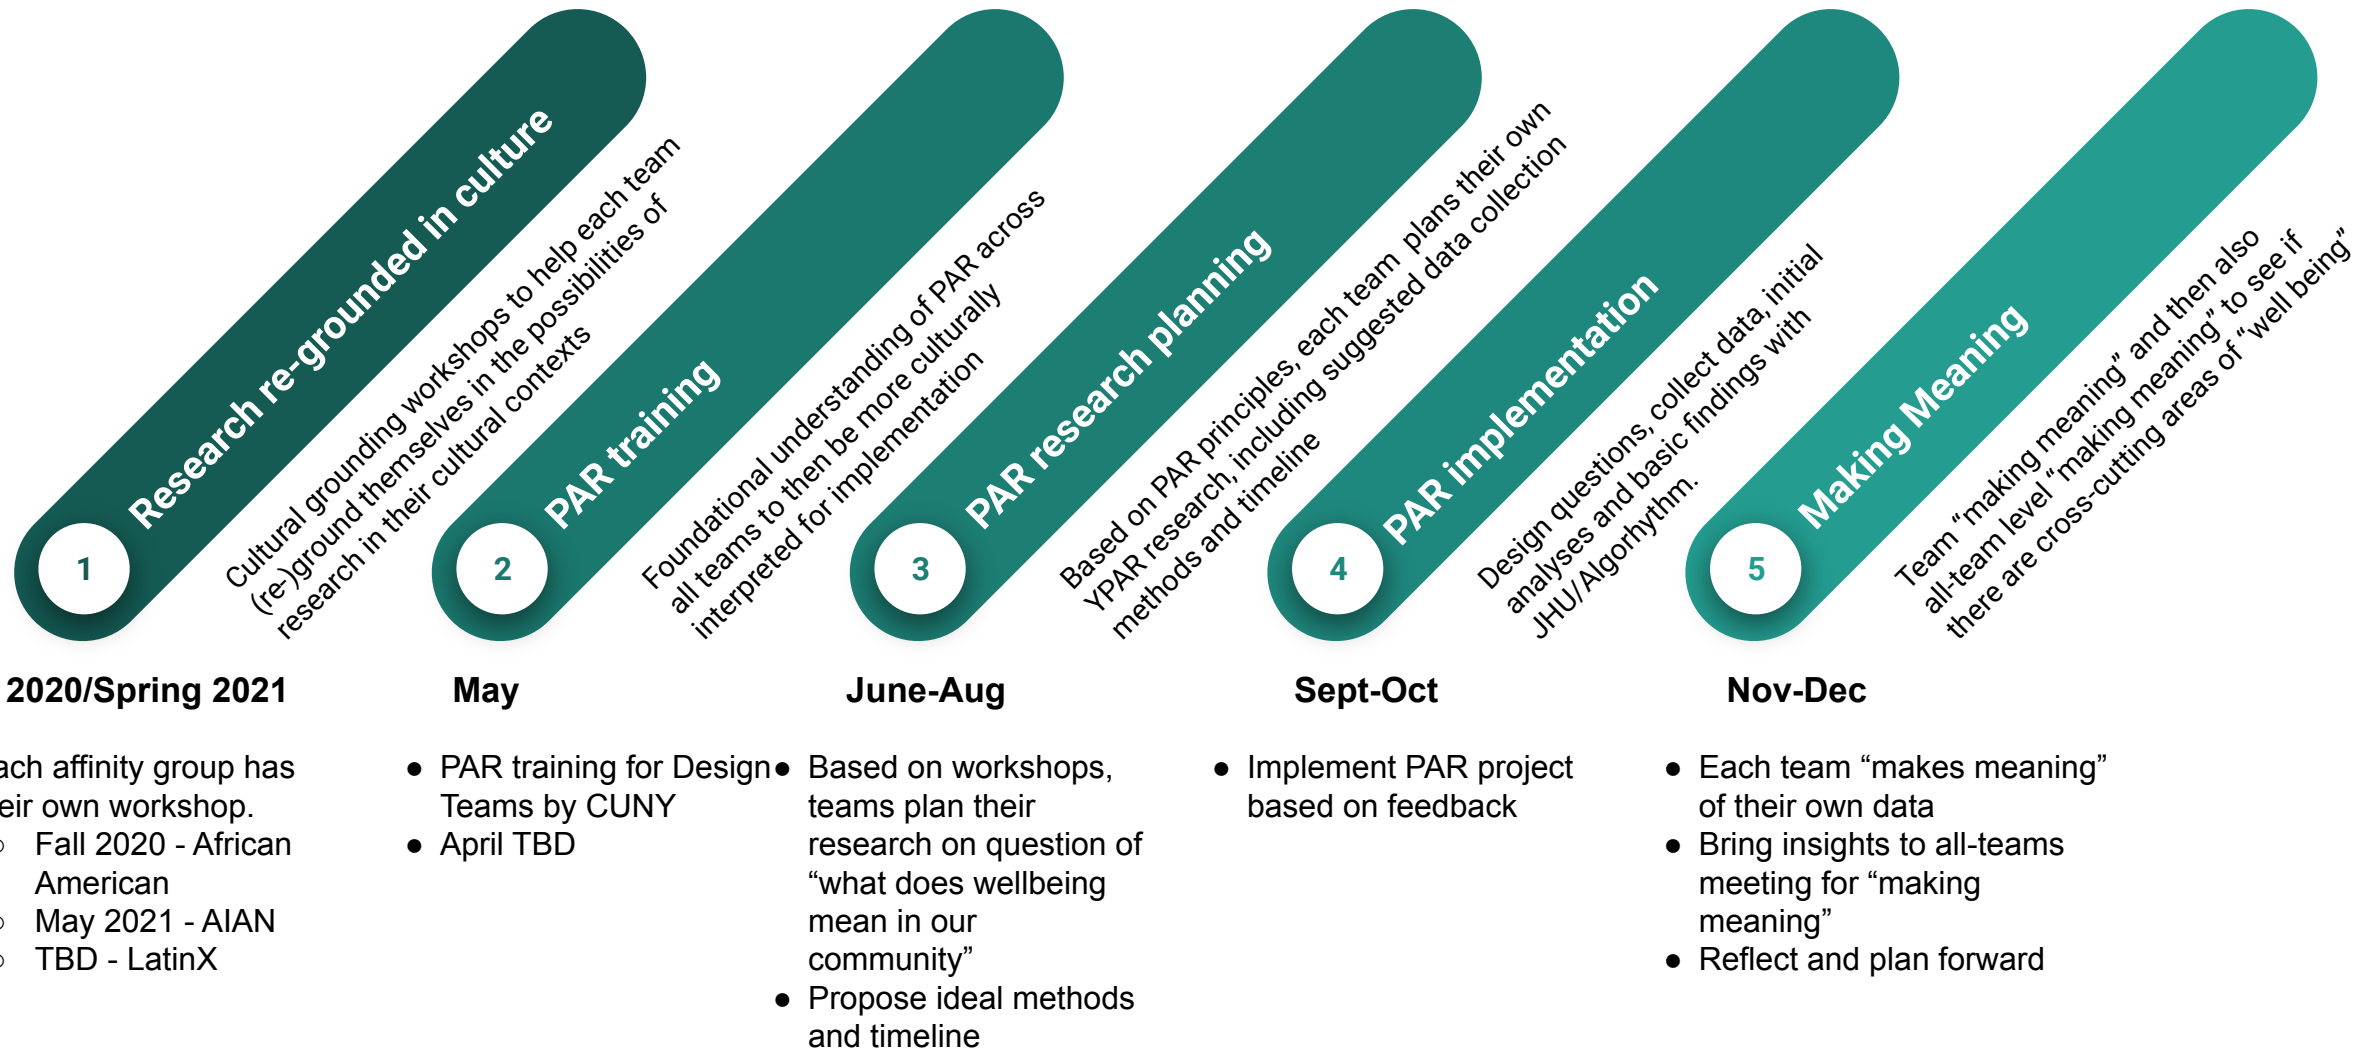 Research re-grounded in culture
Cultural grounding workshops to help each team
(re-)ground themselves in the possibilities of
research in their cultural contexts
1
PAR training
Foundational understanding of PAR across
all teams to then be more culturally
interpreted for implementation
2
PAR research planning
Based on PAR principles, each team plans their own
YPAR research, including suggested data collection
methods and timeline
3
PAR implementation
Design questions, collect data, initial
analyses and basic findings with
JHU/Algorhythm.
4
Making Meaning
Team “making meaning” and then also
all-team level “making meaning” to see if
there are cross-cutting areas of “well being”
5
2020/Spring 2021
ach affinity group has
eir own workshop.
○ Fall 2020 - African
American
○ May 2021 - AIAN
○ TBD - LatinX
May
● PAR training for Design
Teams by CUNY
● April TBD
June-Aug
● Based on workshops,
teams plan their
research on question of
“what does wellbeing
mean in our
community”
● Propose ideal methods
and timeline
Sept-Oct
● Implement PAR project
based on feedback
Nov-Dec
● Each team “makes meaning”
of their own data
● Bring insights to all-teams
meeting for “making
meaning”
● Reflect and plan forward